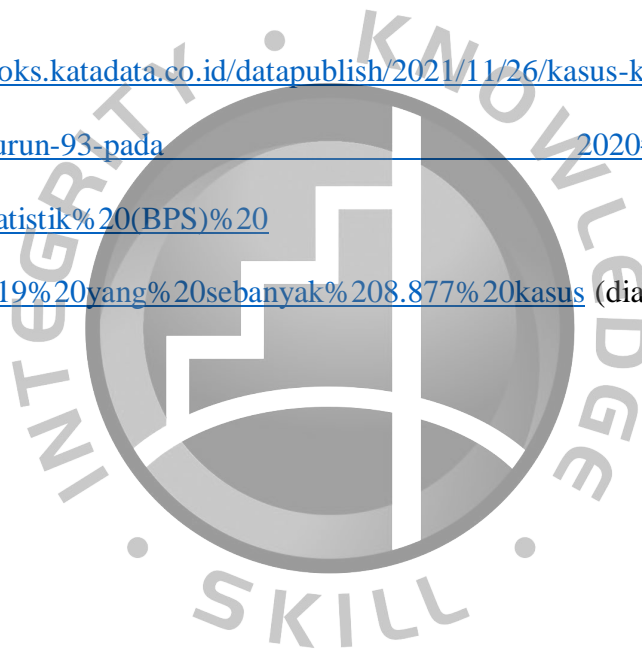 oks.katadata.co.id/datapublish/2021/11/26/kasus-k
urun-93-pada 2020-
atistik%20(BPS)%20
19%20yang%20sebanyak%208.877%20kasus (dia
INTEGRITY • KNOWLEDGE • SKILL